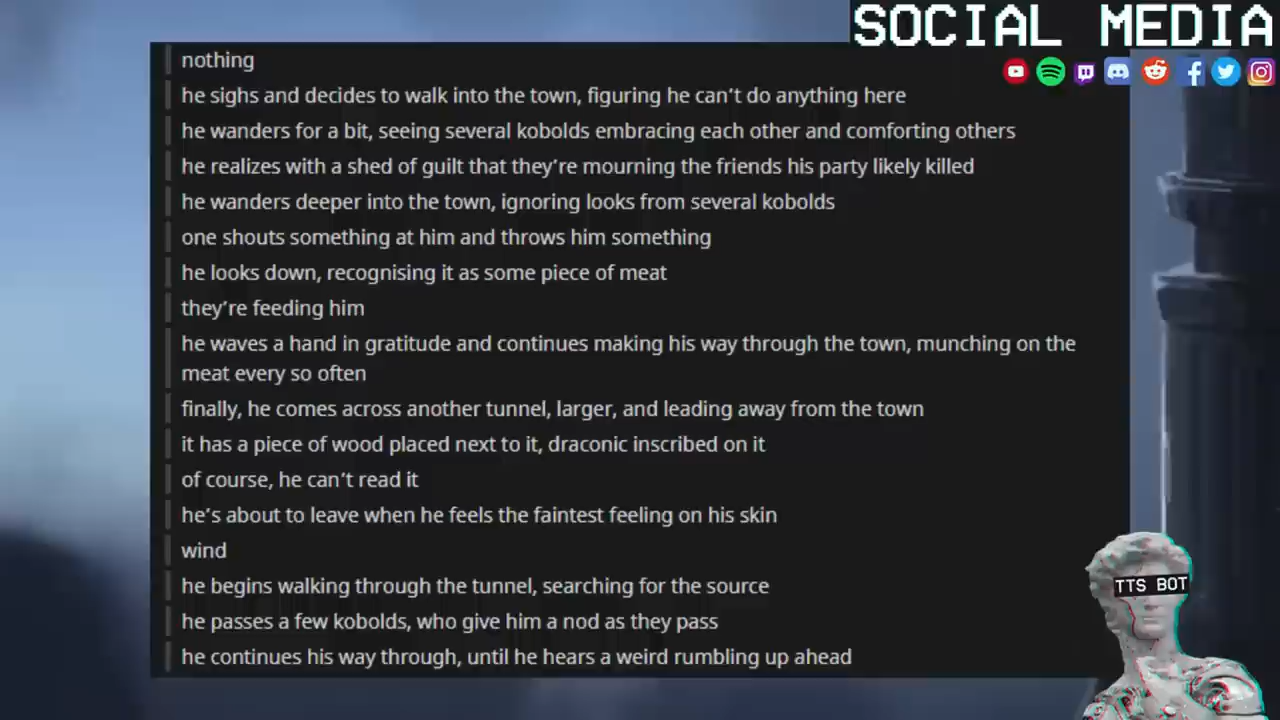 SOCIAL MEDIA
nothing
he sighs and decides to walk into the town, figuring he can't do anything here
he wanders for a bit, seeing several kobolds embracing each other and comforting others
he realizes with a shed of guilt that they're mourning the friends his party likely killed
he wanders deeper into the town, ignoring looks from several kobolds
one shouts something at him and throws him something
he looks down, recognising it as some piece of meat
they're feeding him
he waves a hand in gratitude and continues making his way through the town, munching on the
meat every so often
finally, he comes across another tunnel, larger, and leading away from the town
it has a piece of wood placed next to it, draconic inscribed on it
of course, he can't read it
he's about to leave when he feels the faintest feeling on his skin
wind
he begins walking through the tunnel, searching for the source
he passes a few kobolds, who give him a nod as they pass
he continues his way through, until he hears a weird rumbling up ahead
TTS BOT